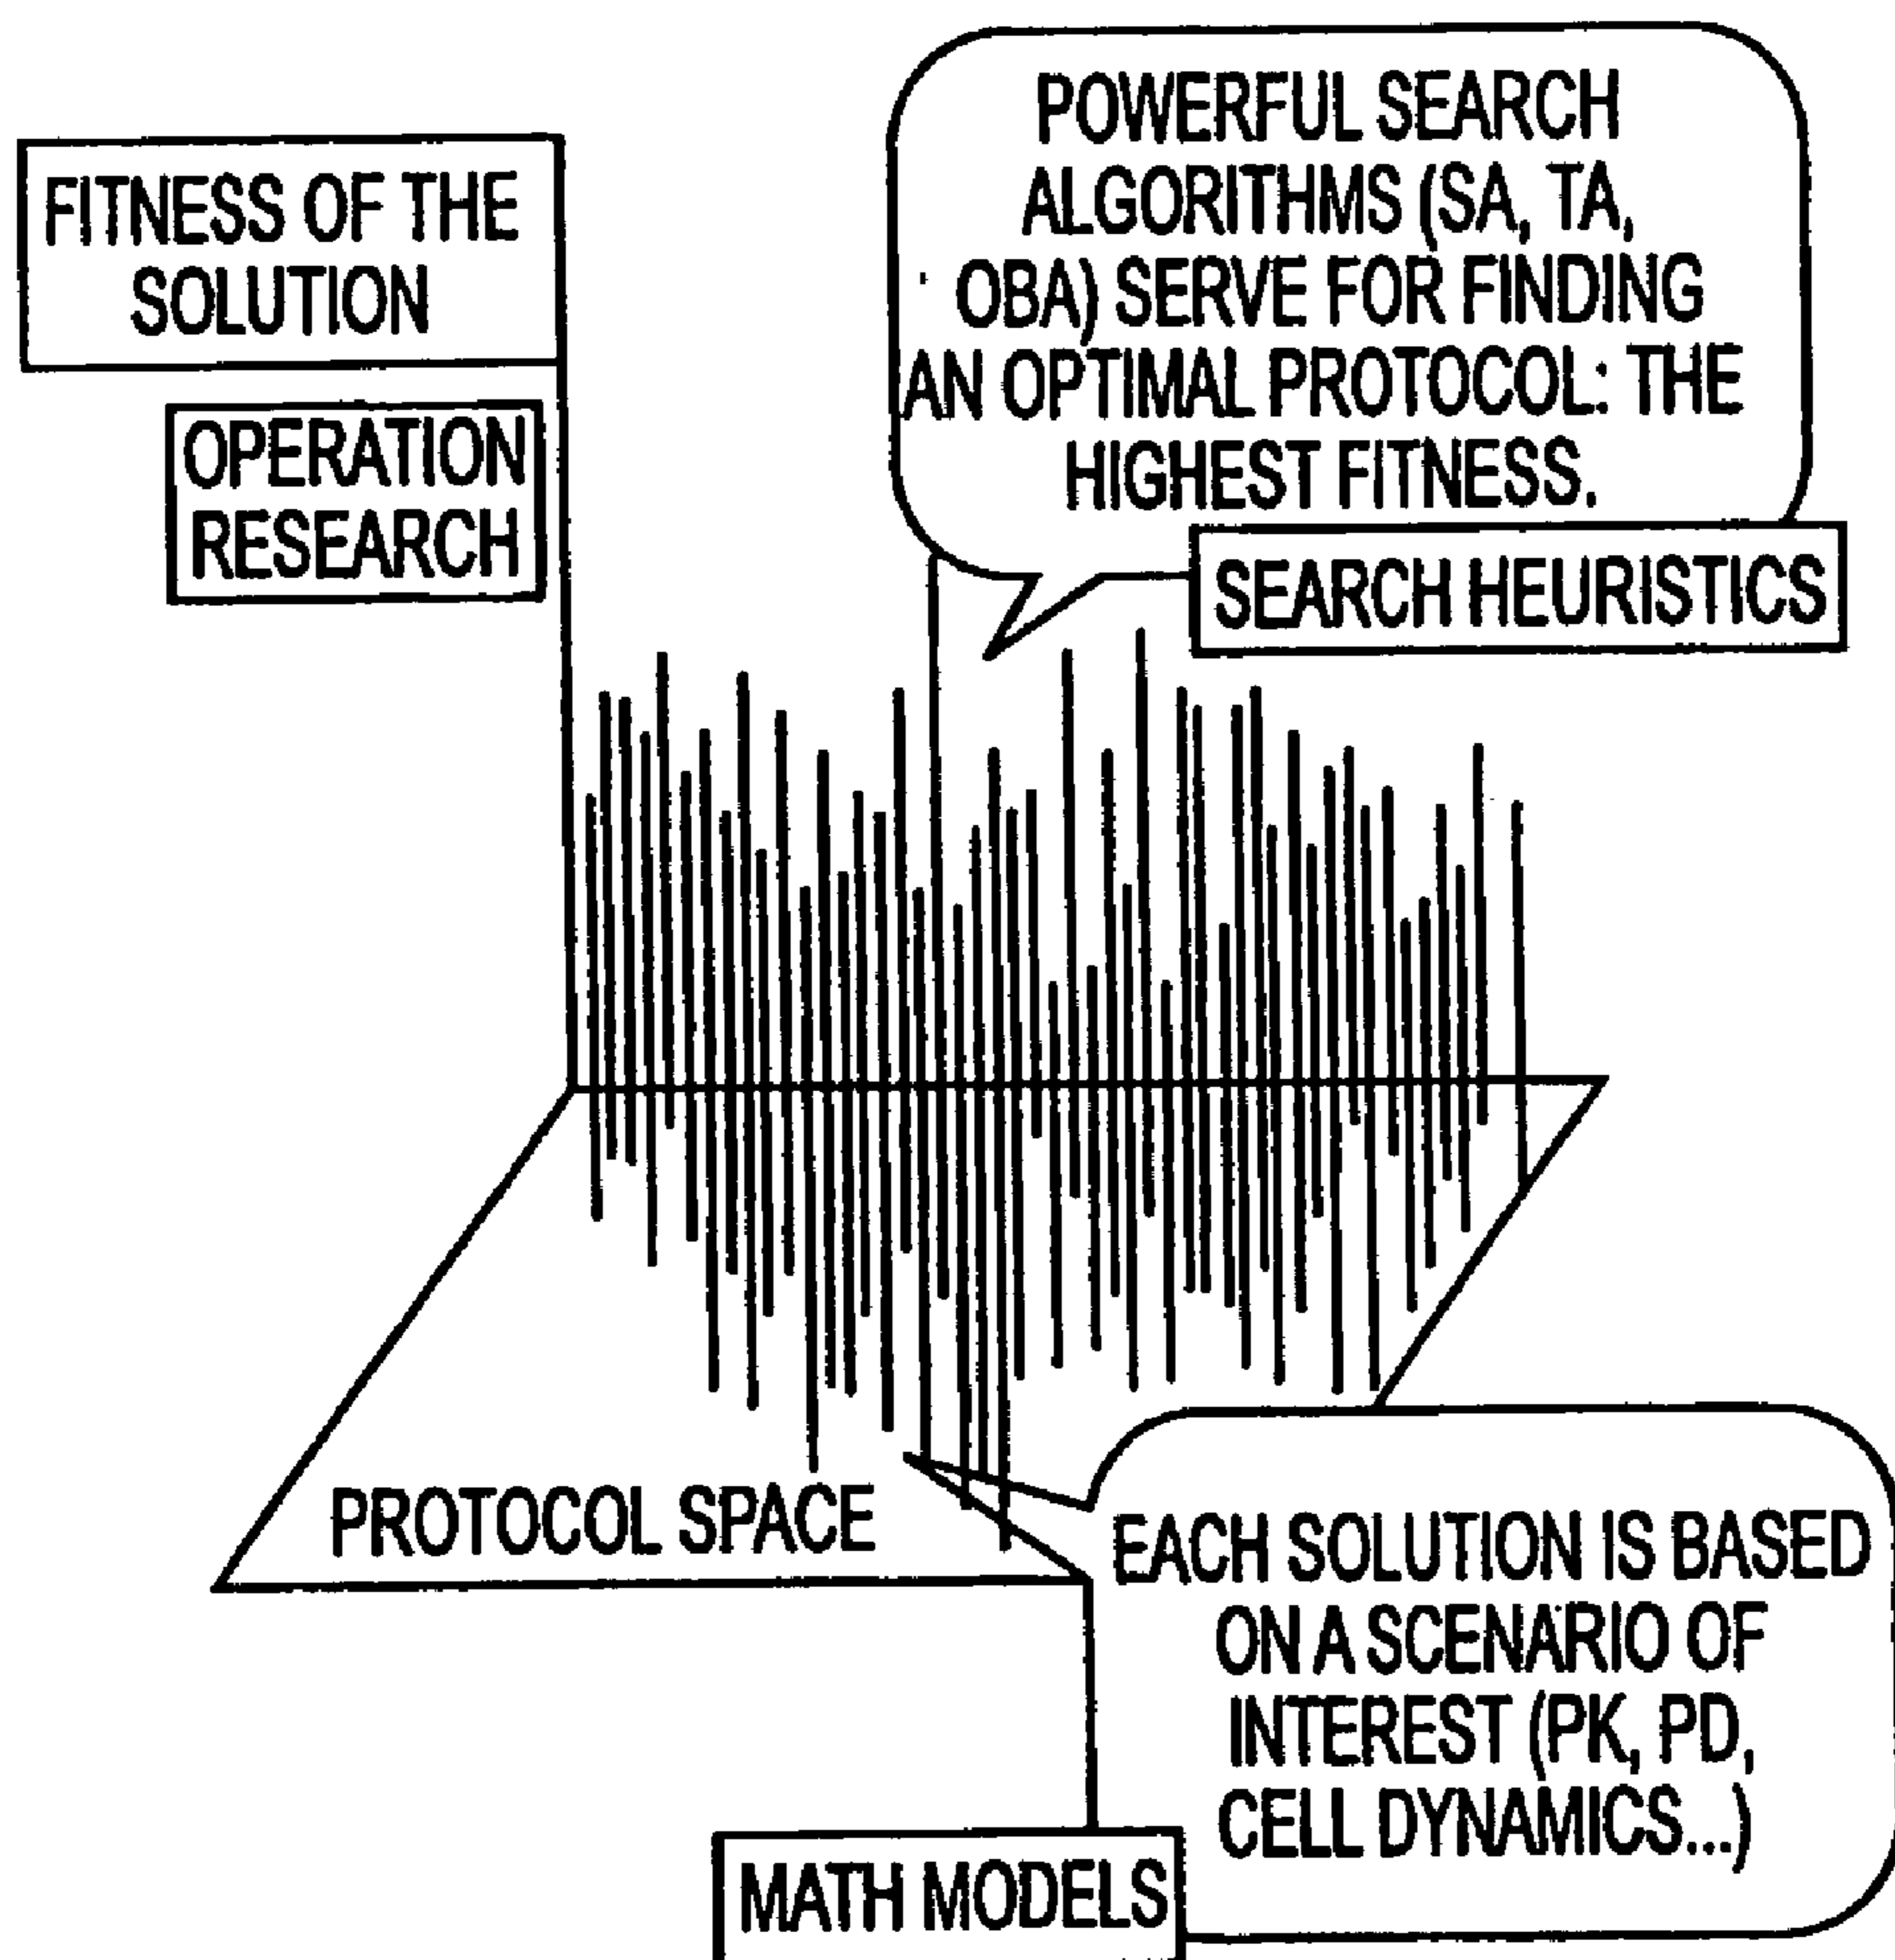 FITNESS OF THE
SOLUTION
OPERATION
RESEARCH
POWERFUL SEARCH
ALGORITHMS (SA, TA,
OBA) SERVE FOR FINDING
AN OPTIMAL PROTOCOL: THE
HIGHEST FITNESS.
SEARCH HEURISTICS
PROTOCOL SPACE
EACH SOLUTION IS BASED
ON A SCENARIO OF
INTEREST (PK, PD,
CELL DYNAMICS...)
MATH MODELS